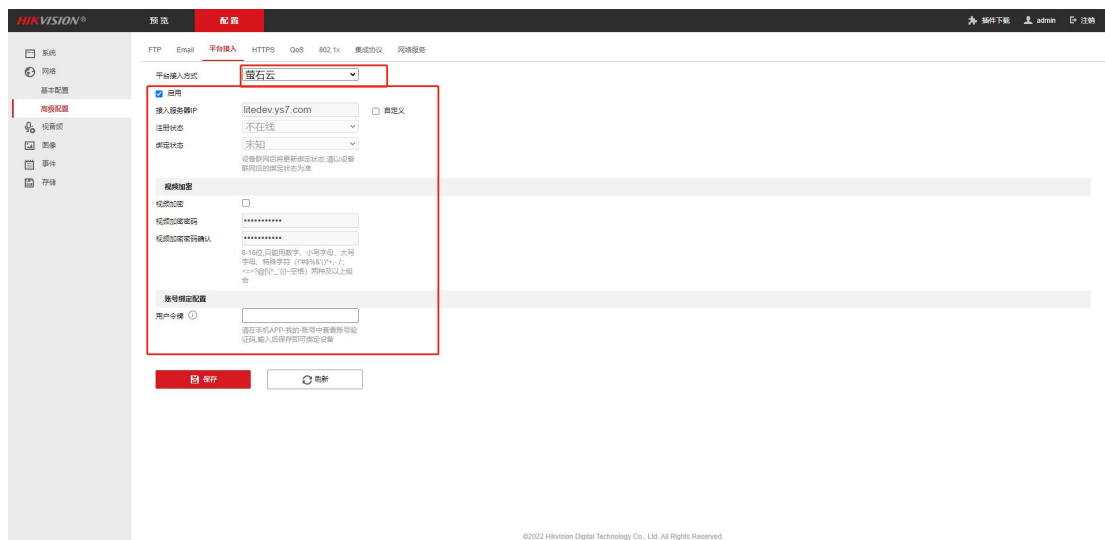 HIKVISION®
预览
配置
插件下载
admin
注销
系统
网络
基本配置
高级配置
视音频
图像
事件
存储
FTP Email 平台接入 HTTPS QoS 802.1x 集成协议 网络服务
平台接入方式 萤石云
启用
接入服务器IP litedev.ys7.com 自定义
注册状态 不在线
绑定状态 未知
设备联网后将更新绑定状态,请以设备
联网后的绑定状态为准
视频加密
视频加密
视频加密密码 •••••••••••
视频加密密码确认 •••••••••••
8-16位,只能用数字、小写字母、大写
字母、特殊字符
两种及以上组
合
账号绑定配置
用户令牌
请在手机APP-我的-账号中查看账号验
证码,输入后保存即可绑定设备
保存
刷新
©2022 Hikvision Digital Technology Co., Ltd. All Rights Reserved.